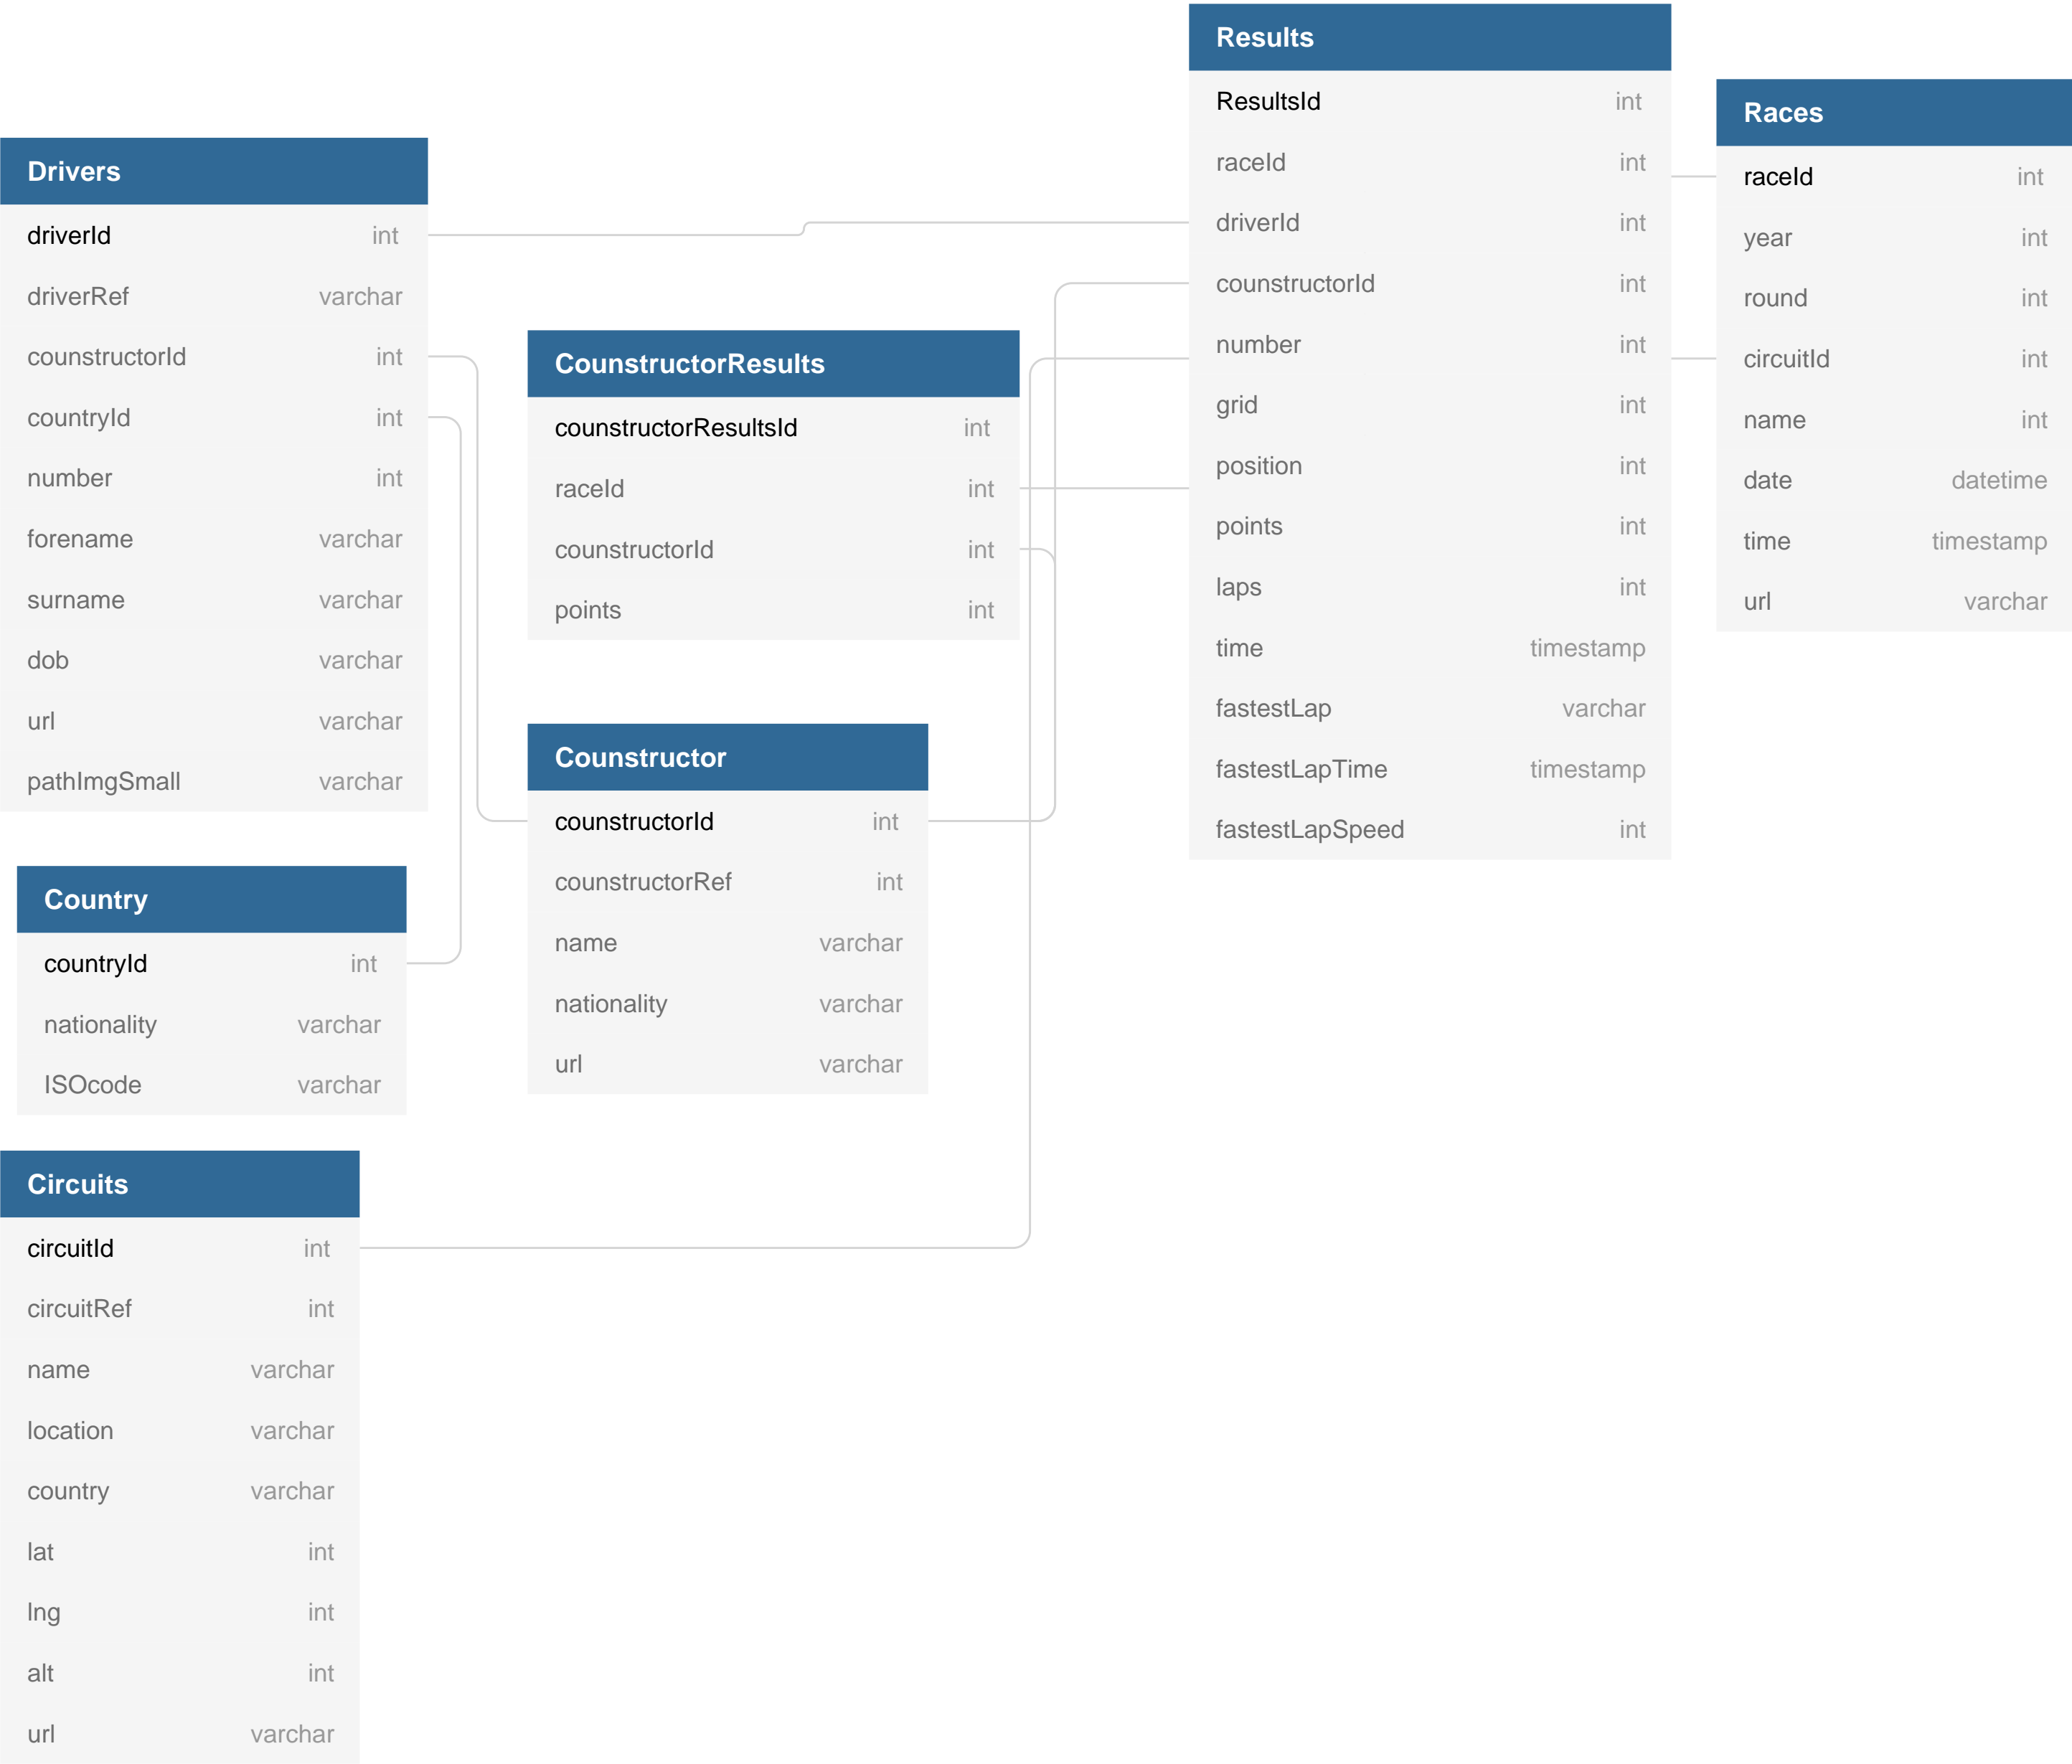 Drivers
driverId int
driverRef varchar
counstructorId int
countryId int
number int
forename varchar
surname varchar
dob varchar
url varchar
pathImgSmall varchar
Country
countryId int
nationality varchar
ISOcode varchar
Circuits
circuitId int
circuitRef int
name varchar
location varchar
country varchar
lat int
lng int
alt int
url varchar
CounstructorResults
counstructorResultsId int
raceId int
counstructorId int
points int
Counstructor
counstructorId int
counstructorRef int
name varchar
nationality varchar
url varchar
Results
ResultsId int
raceId int
driverId int
counstructorId int
number int
grid int
position int
points int
laps int
time timestamp
fastestLap varchar
fastestLapTime timestamp
fastestLapSpeed int
Races
raceId int
year int
round int
circuitId int
name int
date datetime
time timestamp
url varchar